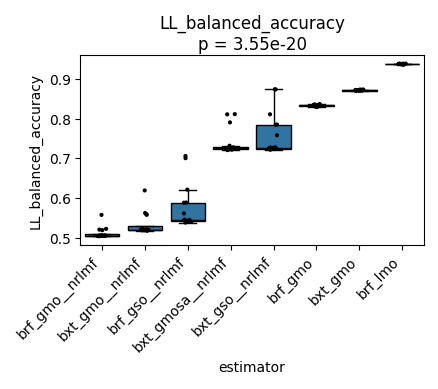 LL_balanced_accuracy
p = 3.55e-20
LL_balanced_accuracy
0.9
0.8
0.7
0.6
0.5
brf_gmo__nrlmf
bxt_gmo__nrlmf
brf_gso__nrlmf
bxt_gmosa__nrlmf
bxt_gso__nrlmf
brf_gmo
bxt_gmo
brf_lmo
estimator